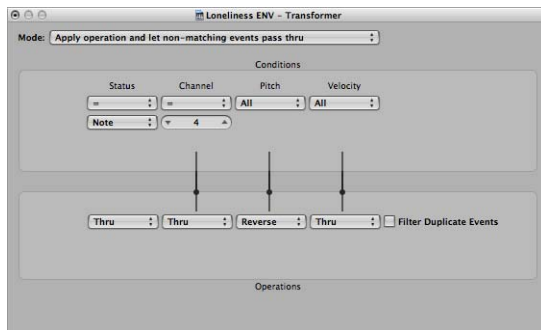 Loneliness ENV - Transformer
Mode: Apply operation and let non-matching events pass thru
Conditions
Status Channel Pitch Velocity
= = All All
Note 4
Thru Thru Reverse Thru Filter Duplicate Events
Operations